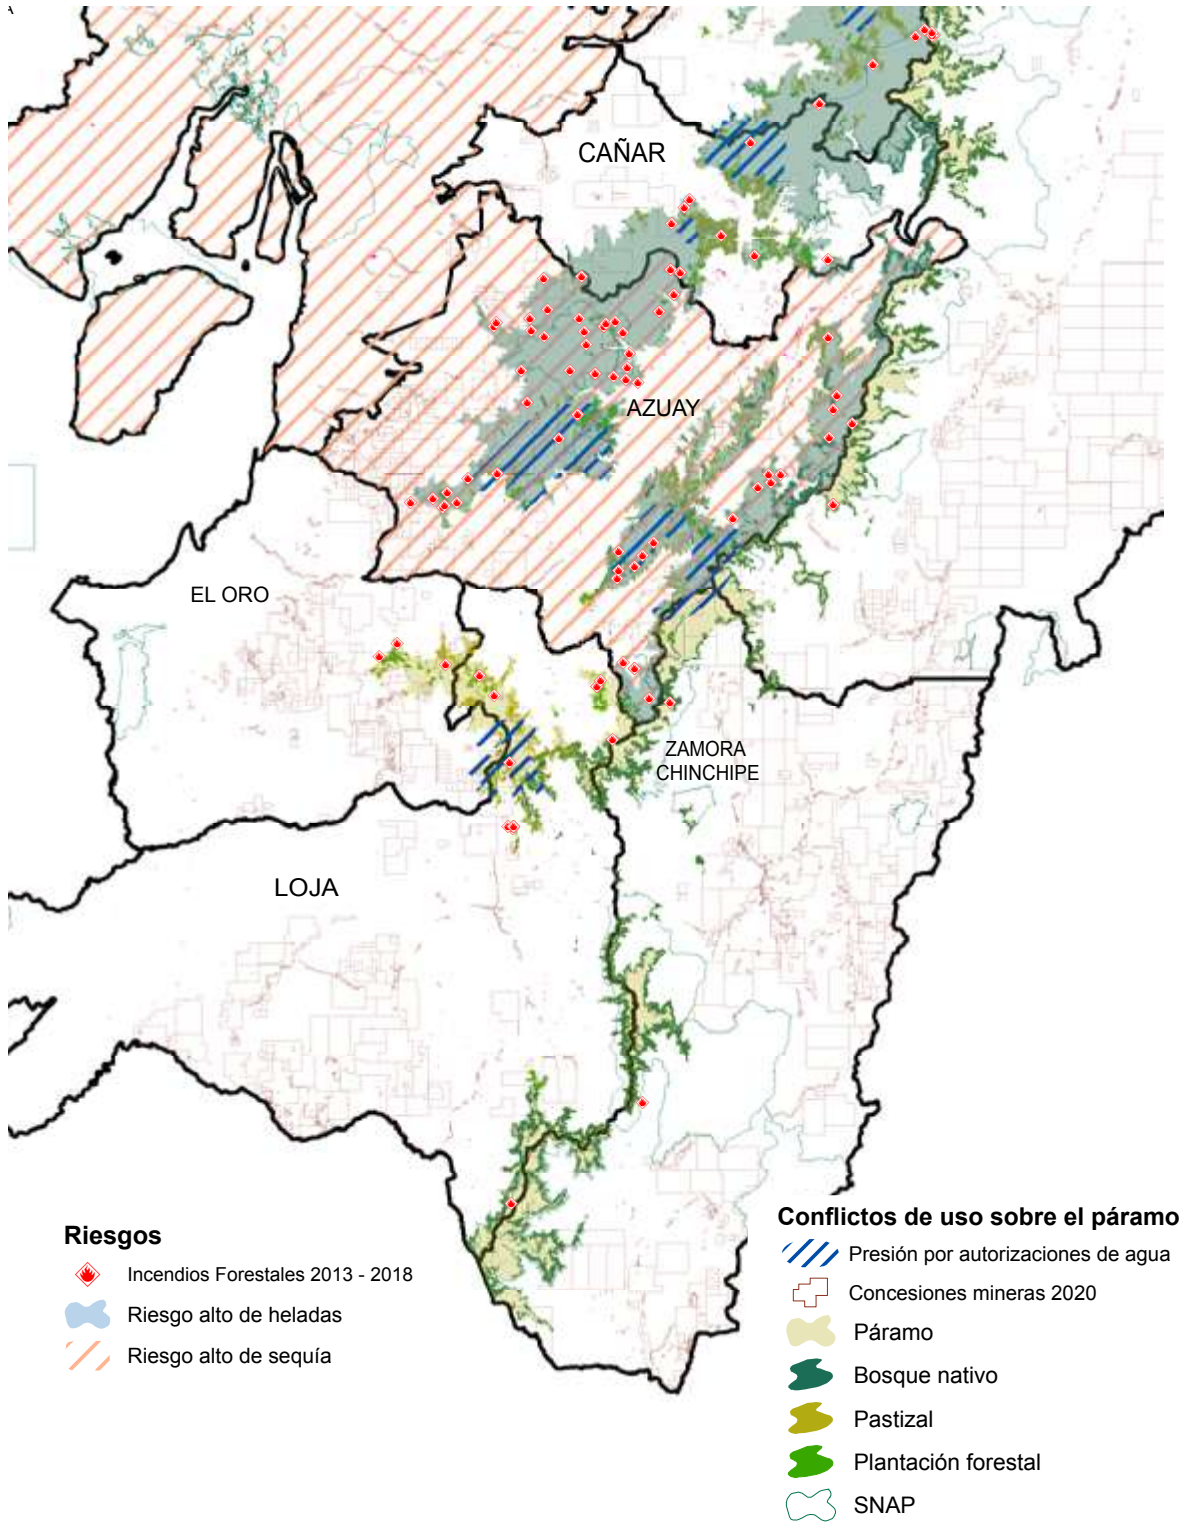 CAÑAR
AZUAY
EL ORO
ZAMORA
CHINCHIPE
LOJA
Riesgos
Incendios Forestales 2013 - 2018
Riesgo alto de heladas
Riesgo alto de sequía
Conflictos de uso sobre el páramo
Presión por autorizaciones de agua
Concesiones mineras 2020
Páramo
Bosque nativo
Pastizal
Plantación forestal
SNAP